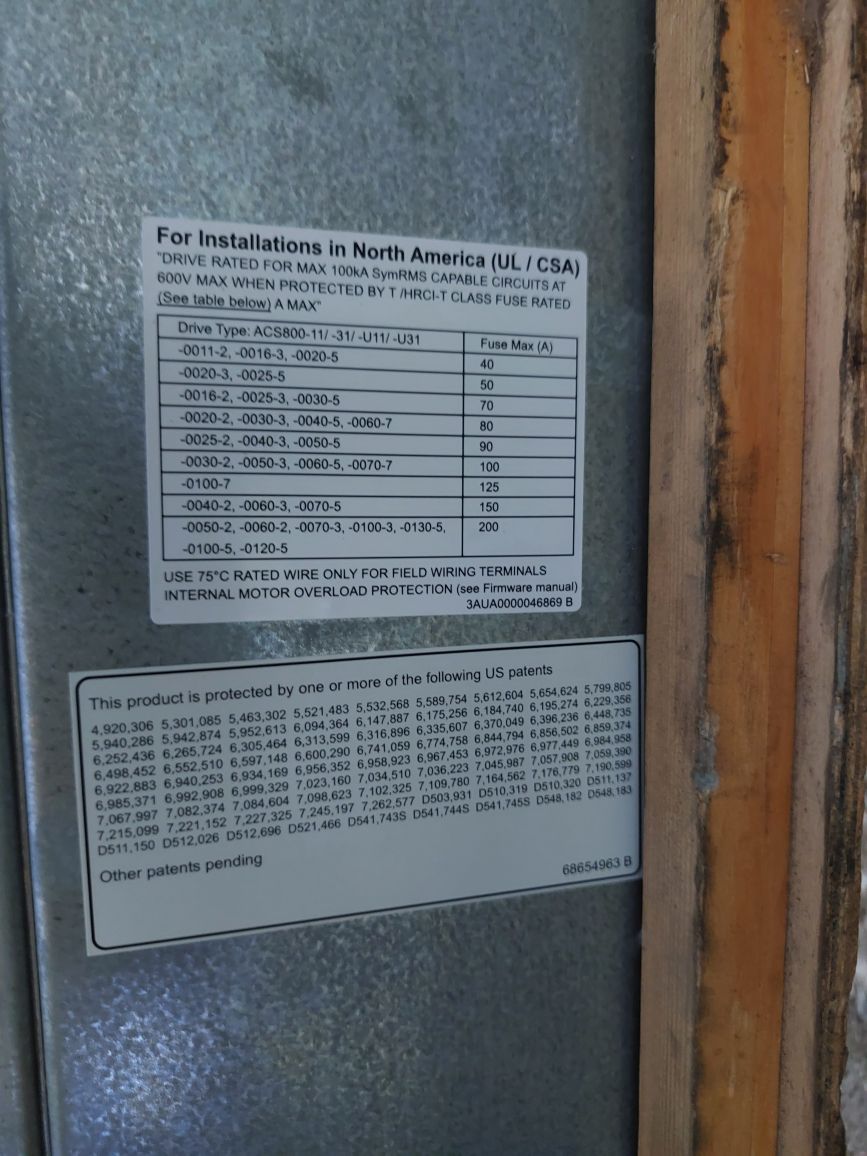 For Installations in North America (UL / CSA)
"DRIVE RATED FOR MAX 100kA SymRMS CAPABLE CIRCUITS AT
600V MAX WHEN PROTECTED BY T /HRCI-T CLASS FUSE RATED
(See table below) A MAX"
Drive Type: ACS800-11/ -31/ -U11/ -U31 Fuse Max (A)
-0011-2, -0016-3, -0020-5 40
-0020-3, -0025-5 50
-0016-2, -0025-3, -0030-5 70
-0020-2, -0030-3, -0040-5, -0060-7 80
-0025-2, -0040-3, -0050-5 90
-0030-2, -0050-3, -0060-5, -0070-7 100
-0100-7 125
-0040-2, -0060-3, -0070-5 150
-0050-2, -0060-2, -0070-3, -0100-3, -0130-5, 200
-0100-5, -0120-5
USE 75°C RATED WIRE ONLY FOR FIELD WIRING TERMINALS
INTERNAL MOTOR OVERLOAD PROTECTION (see Firmware manual)
3AUA0000046869 B
This product is protected by one or more of the following US patents
4,920,306 5,301,085 5,463,302 5,521,483 5,532,568 5,589,754 5,612,604 5,654,624 5,799,805
5,940,286 5,942,874 5,952,613 6,094,364 6,147,887 6,175,256 6,184,740 6,195,274 6,229,356
6,252,436 6,265,724 6,305,464 6,313,599 6,316,896 6,335,607 6,370,049 6,396,236 6,448,735
6,498,452 6,552,510 6,597,148 6,600,290 6,741,059 6,774,758 6,844,794 6,856,502 6,859,374
6,922,883 6,940,253 6,934,169 6,956,352 6,958,923 6,967,453 6,972,976 6,977,449 6,984,958
6,985,371 6,992,908 6,999,329 7,023,160 7,034,510 7,036,223 7,045,987 7,057,908 7,059,390
7,067,997 7,082,374 7,084,604 7,098,623 7,102,325 7,109,780 7,164,562 7,176,779 7,190,599
7,215,099 7,221,152 7,227,325 7,245,197 7,262,577 D503,931 D510,319 D510,320 D511,137
D511,150 D512,026 D512,696 D521,466 D541,743S D541,744S D541,745S D548,182 D548,183
Other patents pending
68654963 B